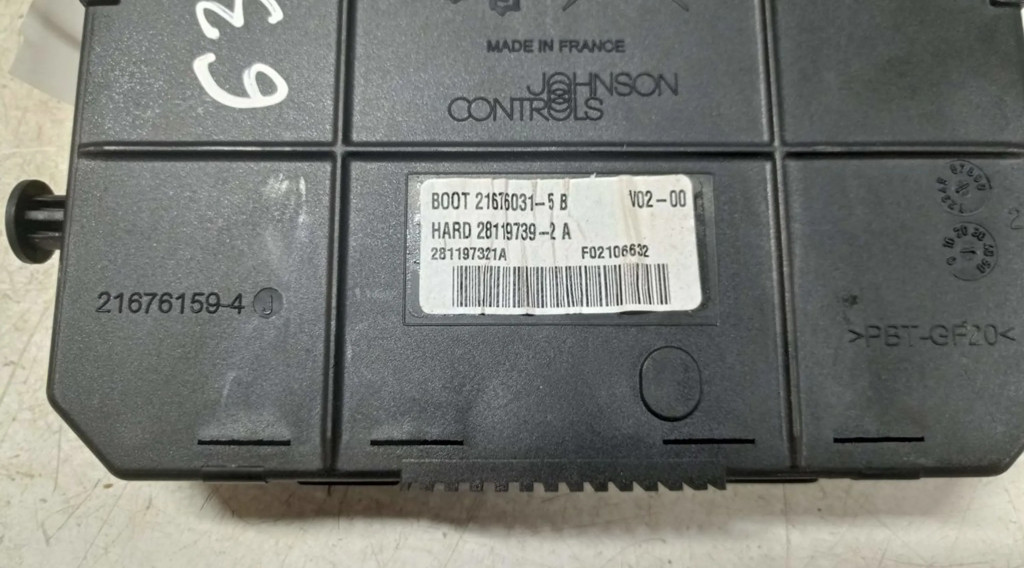 63
MADE IN FRANCE
JOHNSON
CONTROLS
BOOT 21676031-5 B V02-00
HARD 28119739-2 A
281197321A F02106632
21676159-4 J
>PBT-GF20<